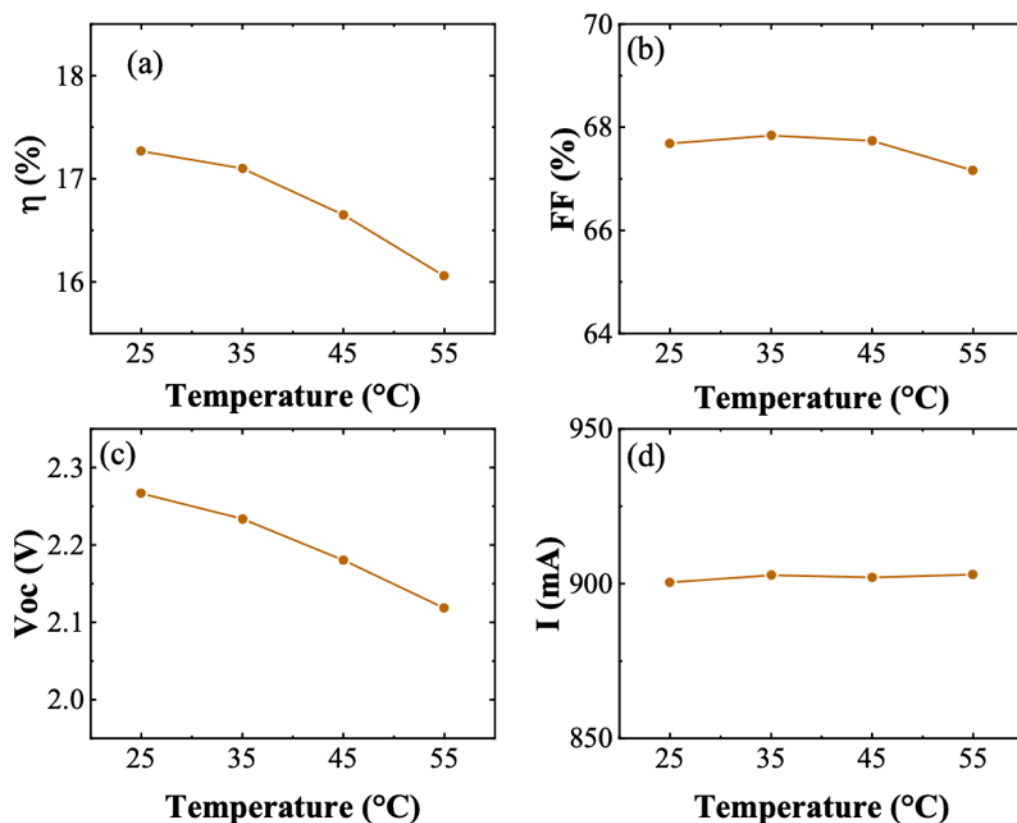 (a)
η (%)
18
17
16
25 35 45 55
Temperature (°C)
(b)
FF (%)
70
68
66
64
25 35 45 55
Temperature (°C)
(c)
Voc (V)
2.3
2.2
2.1
2.0
25 35 45 55
Temperature (°C)
(d)
I (mA)
950
900
850
25 35 45 55
Temperature (°C)